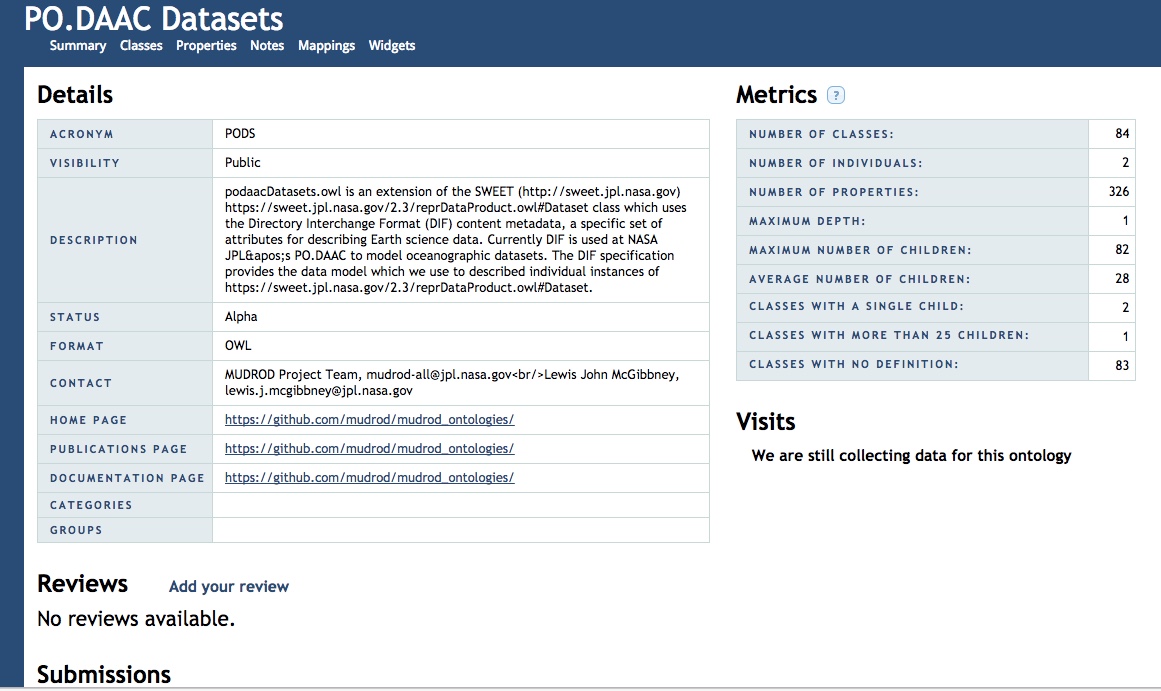 PO.DAAC Datasets
Summary Classes Properties Notes Mappings Widgets
Details
ACRONYM PODS
VISIBILITY Public
DESCRIPTION
podaacDatasets.owl is an extension of the SWEET (http://sweet.jpl.nasa.gov)
https://sweet.jpl.nasa.gov/2.3/reprDataProduct.owl#Dataset class which uses
the Directory Interchange Format (DIF) content metadata, a specific set of
attributes for describing Earth science data. Currently DIF is used at NASA
JPL&apos;s PO.DAAC to model oceanographic datasets. The DIF specification
provides the data model which we use to described individual instances of
https://sweet.jpl.nasa.gov/2.3/reprDataProduct.owl#Dataset.
STATUS Alpha
FORMAT OWL
CONTACT
MUDROD Project Team, mudrod-all@jpl.nasa.gov<br/>Lewis John McGibbney,
lewis.j.mcgibbney@jpl.nasa.gov
HOME PAGE https://github.com/mudrod/mudrod_ontologies/
PUBLICATIONS PAGE https://github.com/mudrod/mudrod_ontologies/
DOCUMENTATION PAGE https://github.com/mudrod/mudrod_ontologies/
CATEGORIES
GROUPS
Reviews Add your review
No reviews available.
Submissions
Metrics ?
NUMBER OF CLASSES: 84
NUMBER OF INDIVIDUALS: 2
NUMBER OF PROPERTIES: 326
MAXIMUM DEPTH: 1
MAXIMUM NUMBER OF CHILDREN: 82
AVERAGE NUMBER OF CHILDREN: 28
CLASSES WITH A SINGLE CHILD: 2
CLASSES WITH MORE THAN 25 CHILDREN: 1
CLASSES WITH NO DEFINITION: 83
Visits
We are still collecting data for this ontology